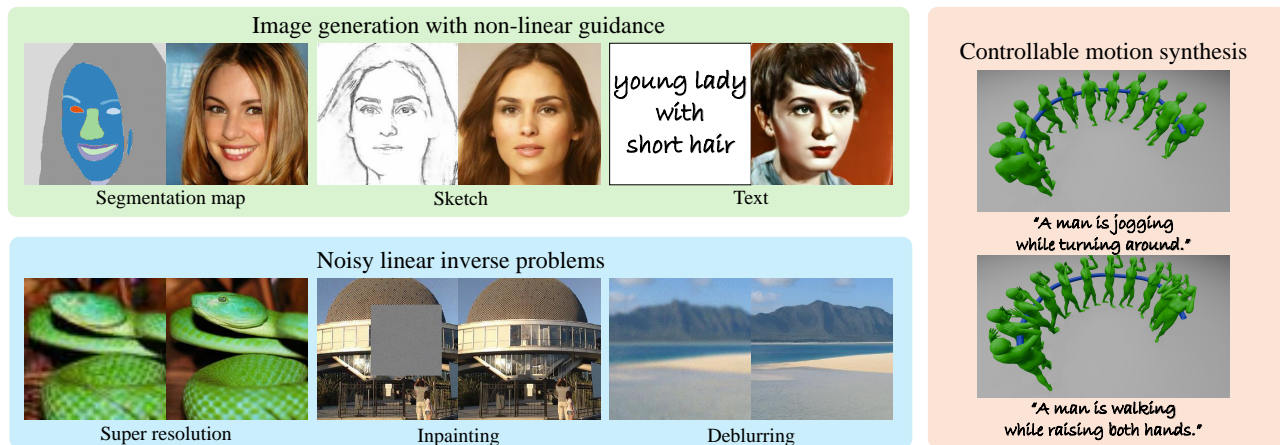 Image generation with non-linear guidance
young lady
with
short hair
Segmentation map
Sketch
Text
Noisy linear inverse problems
Super resolution
Inpainting
Deblurring
Controllable motion synthesis
"A man is jogging
while turning around."
"A man is walking
while raising both hands."